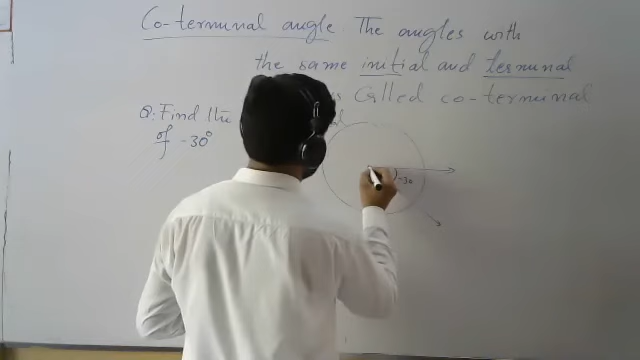 Co-terminal angle. The angles with
the same initial and terminal
is called co-terminal
Q: Find the
of -30°
-30